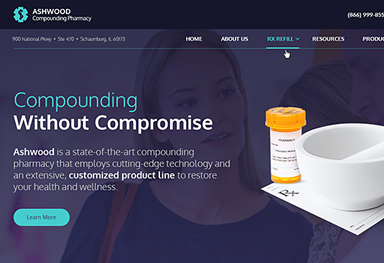 ASHWOOD
Compounding Pharmacy
(866) 999-855
900 National Pkwy • Ste 470 • Schaumburg, IL 60173
HOME ABOUT US RX REFILL RESOURCES PRODU
Compounding
Without Compromise
Ashwood is a state-of-the-art compounding
pharmacy that employs cutting-edge technology and
an extensive, customized product line to restore
your health and wellness.
Learn More
PHARMACY